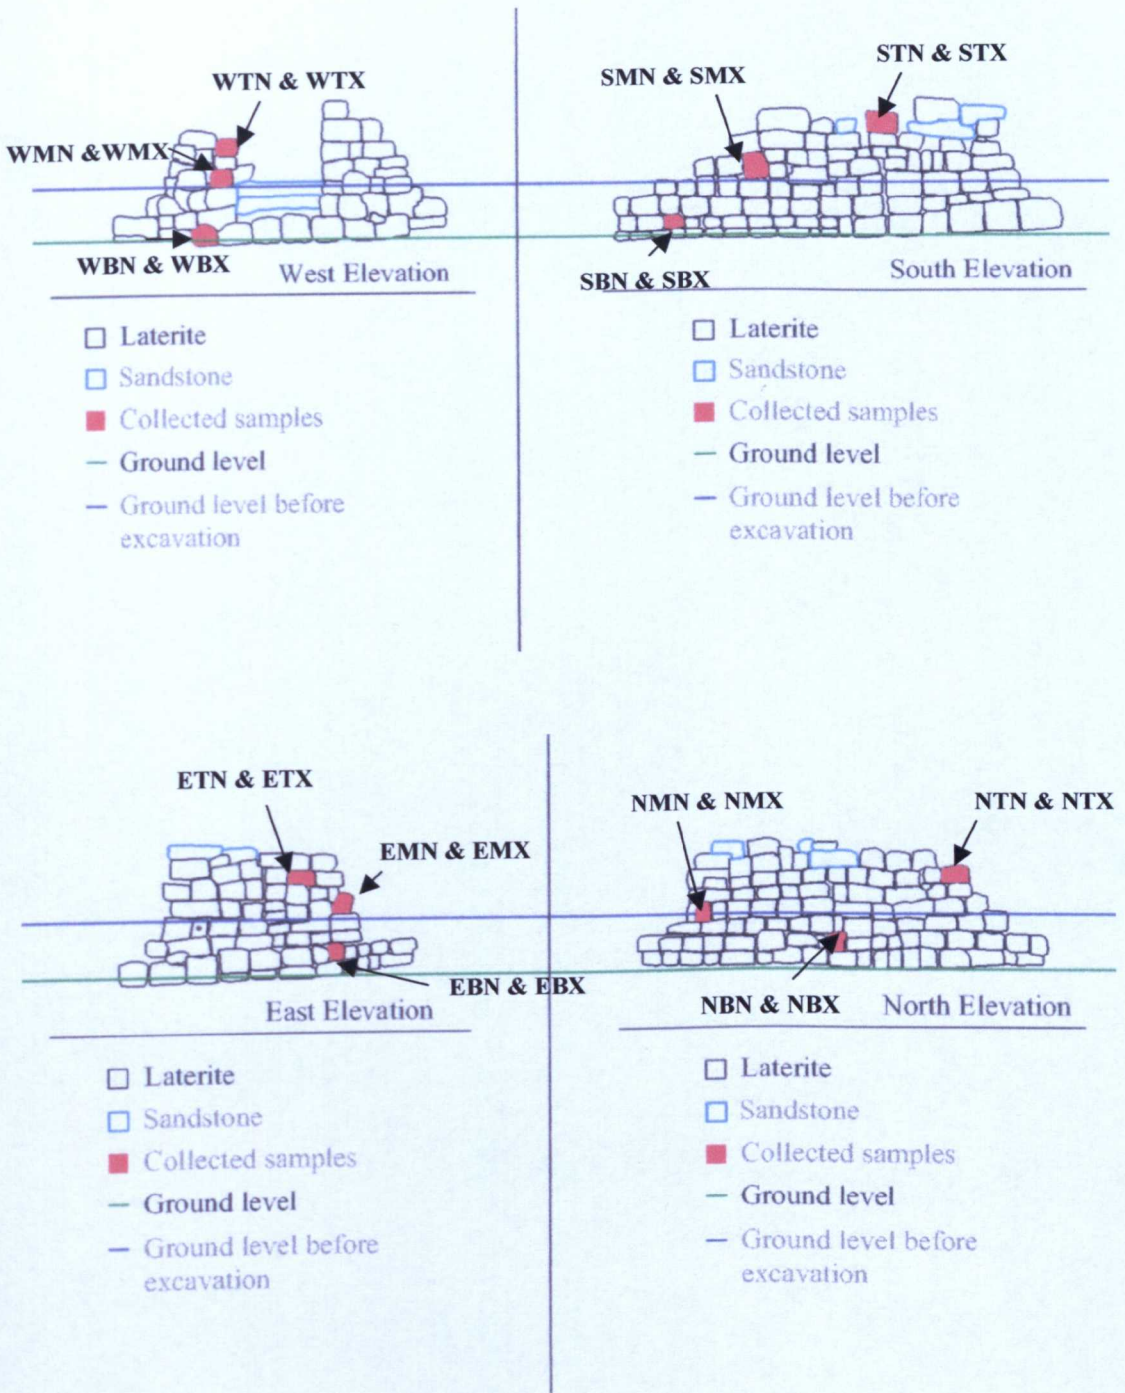 WTN & WTX
WMN &WMX
WBN & WBX
West Elevation
Laterite
Sandstone
Collected samples
Ground level
Ground level before
excavation
STN & STX
SMN & SMX
SBN & SBX
South Elevation
Laterite
Sandstone
Collected samples
Ground level
Ground level before
excavation
ETN & ETX
EMN & EMX
EBN & EBX
East Elevation
Laterite
Sandstone
Collected samples
Ground level
Ground level before
excavation
NMN & NMX
NTN & NTX
NBN & NBX
North Elevation
Laterite
Sandstone
Collected samples
Ground level
Ground level before
excavation